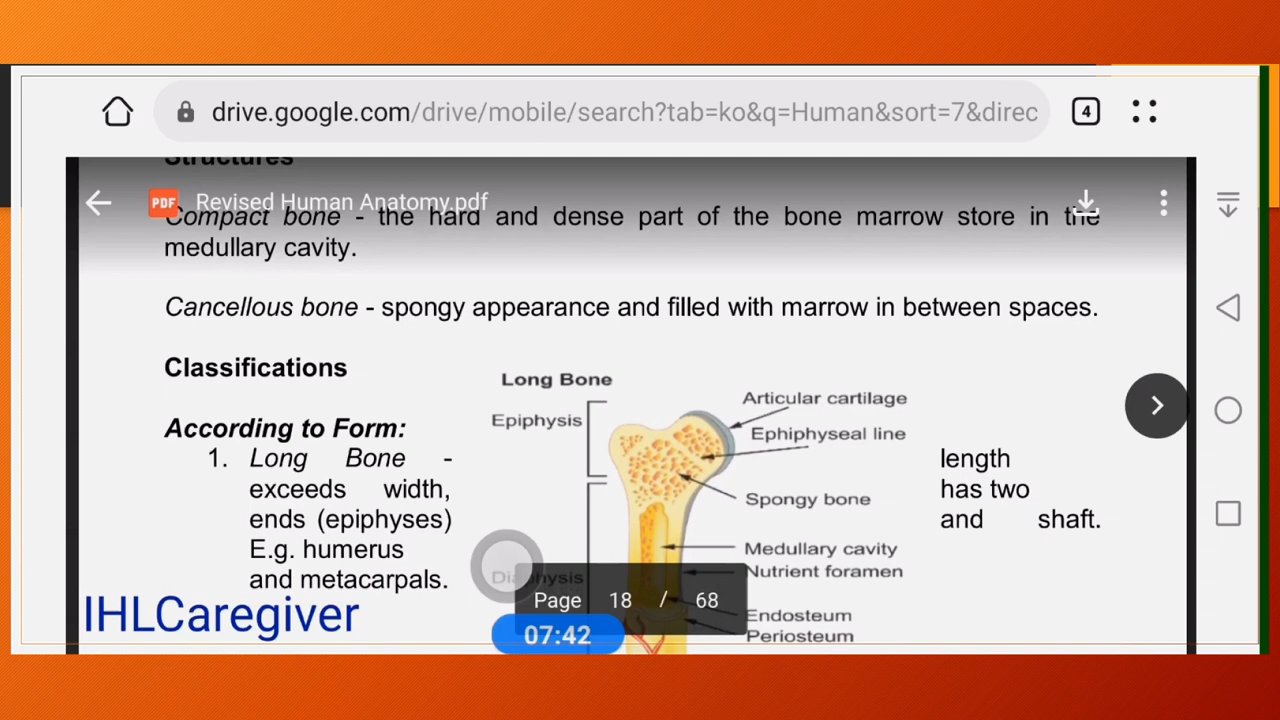 drive.google.com/drive/mobile/search?tab=ko&q=Human&sort=7&direc
4
Structures
PDF Revised Human Anatomy.pdf
Compact bone - the hard and dense part of the bone marrow store in the
medullary cavity.
Cancellous bone - spongy appearance and filled with marrow in between spaces.
Classifications
Long Bone
Articular cartilage
Epiphysis
According to Form:
Ephiphyseal line
1. Long Bone - length
exceeds width, has two
Spongy bone
ends (epiphyses) and shaft.
E.g. humerus
Medullary cavity
and metacarpals.
Nutrient foramen
Diaphysis
Page 18 / 68
IHLCaregiver
Endosteum
07:42
Periosteum